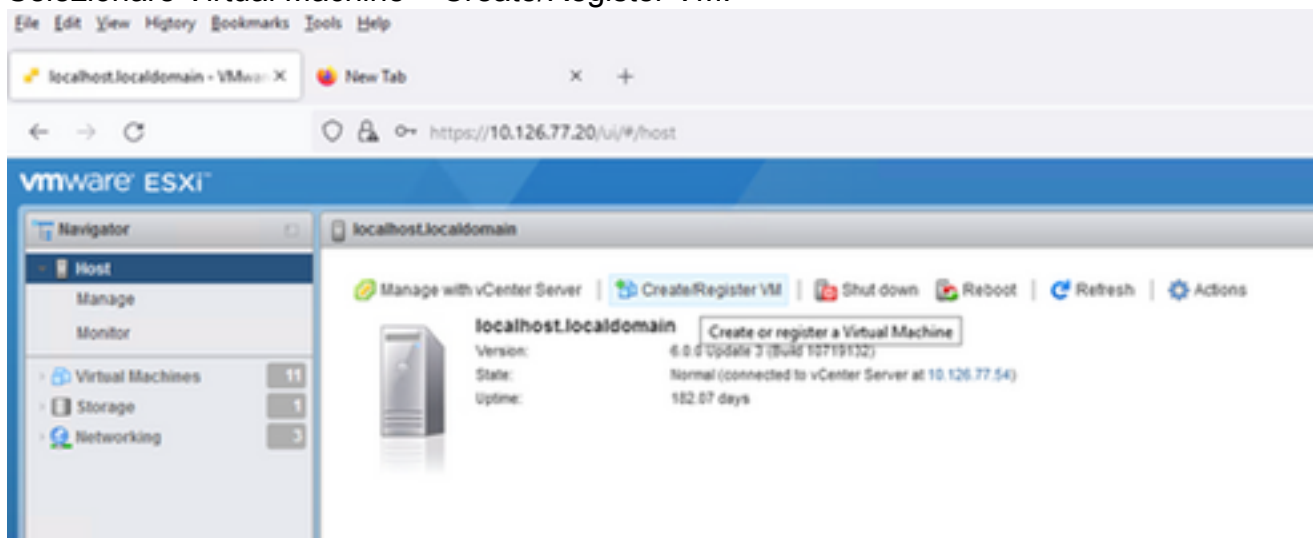 Selezionare Virtual Machine > Create/Register VM.
File Edit View History Bookmarks Tools Help
localhost.localdomain - VMwar × New Tab × +
https://10.126.77.20/ui/#/host
vmware ESXi™
Navigator
localhost.localdomain
Host
Manage
Monitor
Virtual Machines 11
Storage 1
Networking 3
Manage with vCenter Server | Create/Register VM | Shut down Reboot | Refresh | Actions
localhost.localdomain
Create or register a Virtual Machine
Version: 6.0.0 Update 3 (Build 10719132)
State: Normal (connected to vCenter Server at 10.126.77.54)
Uptime: 182.07 days